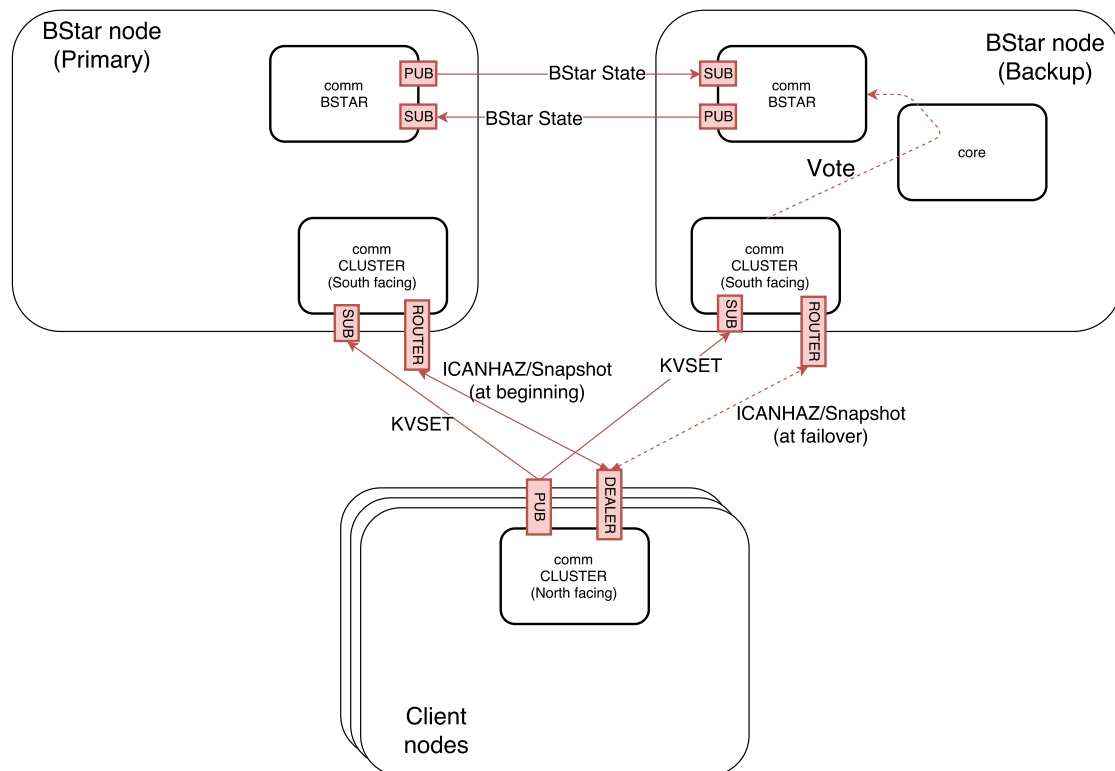 BStar node
(Primary)
comm
BSTAR
PUB
SUB
BStar State
BStar State
SUB
PUB
comm
BSTAR
BStar node
(Backup)
core
Vote
comm
CLUSTER
(South facing)
SUB
ROUTER
comm
CLUSTER
(South facing)
SUB
ROUTER
ICANHAZ/Snapshot
(at beginning)
KVSET
KVSET
ICANHAZ/Snapshot
(at failover)
PUB
DEALER
comm
CLUSTER
(North facing)
Client
nodes